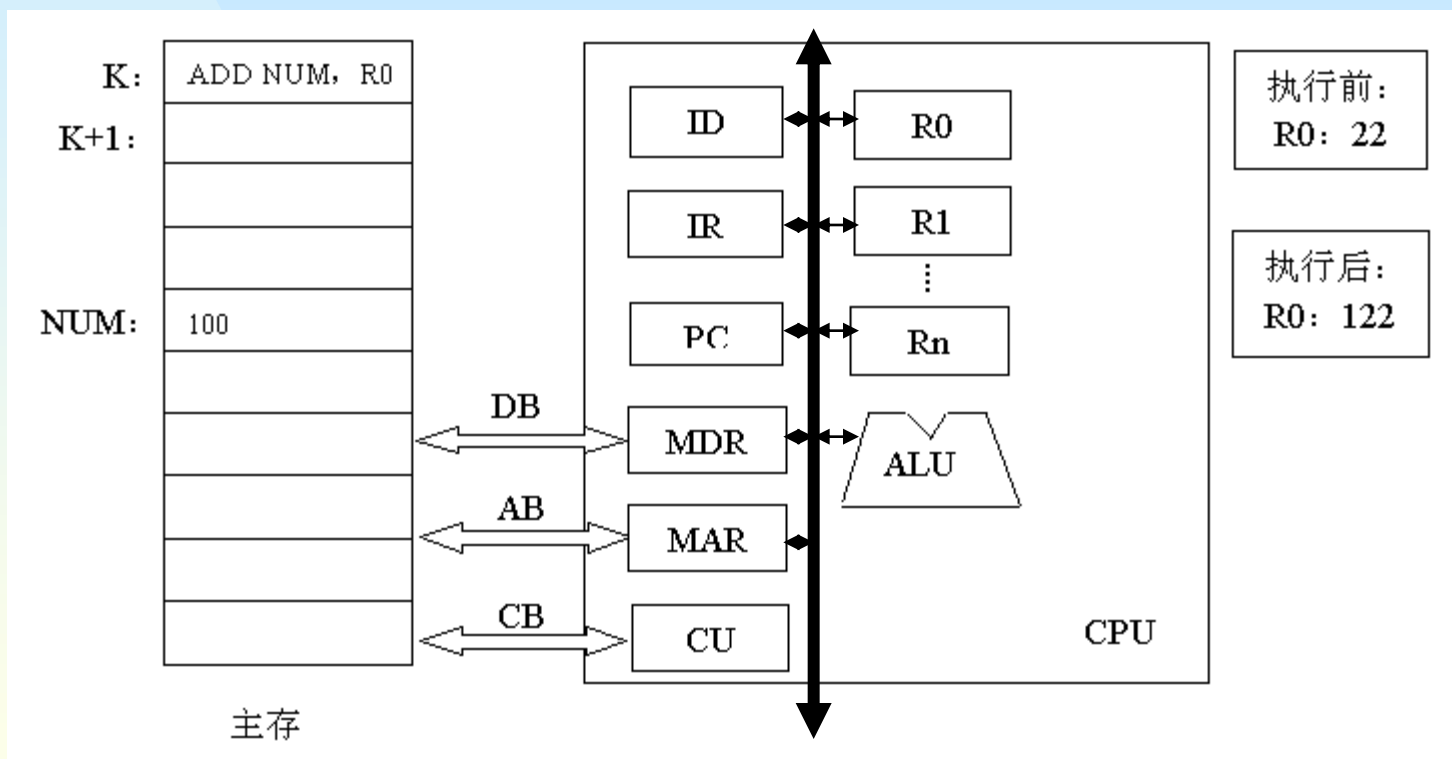 K: ADD NUM, R0
K+1:
NUM: 100
主存
DB
AB
CB
ID
IR
PC
MDR
MAR
CU
R0
R1
Rn
ALU
CPU
执行前:
R0: 22
执行后:
R0: 122